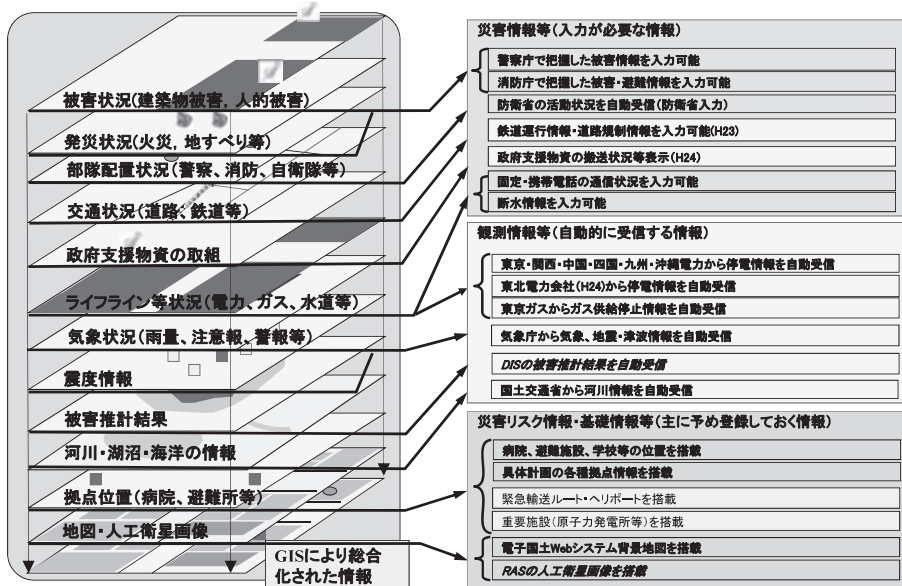 被害状況(建築物被害，人的被害)
発災状況(火災，地すべり等)
部隊配置状況(警察、消防、自衛隊等)
交通状況(道路、鉄道等)
政府支援物資の取組
ライフライン等状況(電力、ガス、水道等)
気象状況(雨量、注意報、警報等)
震度情報
被害推計結果
河川・湖沼・海洋の情報
拠点位置(病院、避難所等)
地図・人工衛星画像
GISにより総合
化された情報
災害情報等(入力が必要な情報)
警察庁で把握した被害情報を入力可能
消防庁で把握した被害・避難情報を入力可能
防衛省の活動状況を自動受信(防衛省入力)
鉄道運行情報・道路規制情報を入力可能(H23)
政府支援物資の搬送状況等表示(H24)
固定・携帯電話の通信状況を入力可能
断水情報を入力可能
観測情報等(自動的に受信する情報)
東京・関西・中国・四国・九州・沖縄電力から停電情報を自動受信
東北電力会社(H24)から停電情報を自動受信
東京ガスからガス供給停止情報を自動受信
気象庁から気象、地震・津波情報を自動受信
DISの被害推計結果を自動受信
国土交通省から河川情報を自動受信
災害リスク情報・基礎情報等(主に予め登録しておく情報)
病院、避難施設、学校等の位置を搭載
具体計画の各種拠点情報を搭載
緊急輸送ルート・ヘリポートを搭載
重要施設(原子力発電所等)を搭載
電子国土Webシステム背景地図を搭載
RASの人工衛星画像を搭載